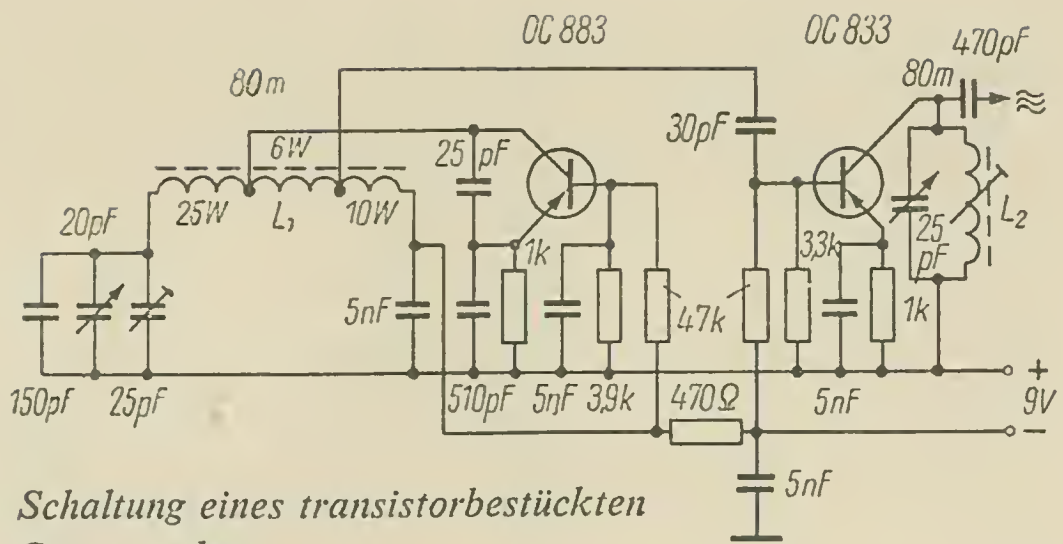 OC 883
OC 833
470pF
80m
80m
30pF
6W
25 pF
25W
L₁
10W
20pF
1k
3,3k
25 pF
L₂
5nF
47k
1k
150pF
25pF
510pF
5nF
3,9k
470Ω
5nF
+
9V
−
5nF
Schaltung eines transistorbestückten